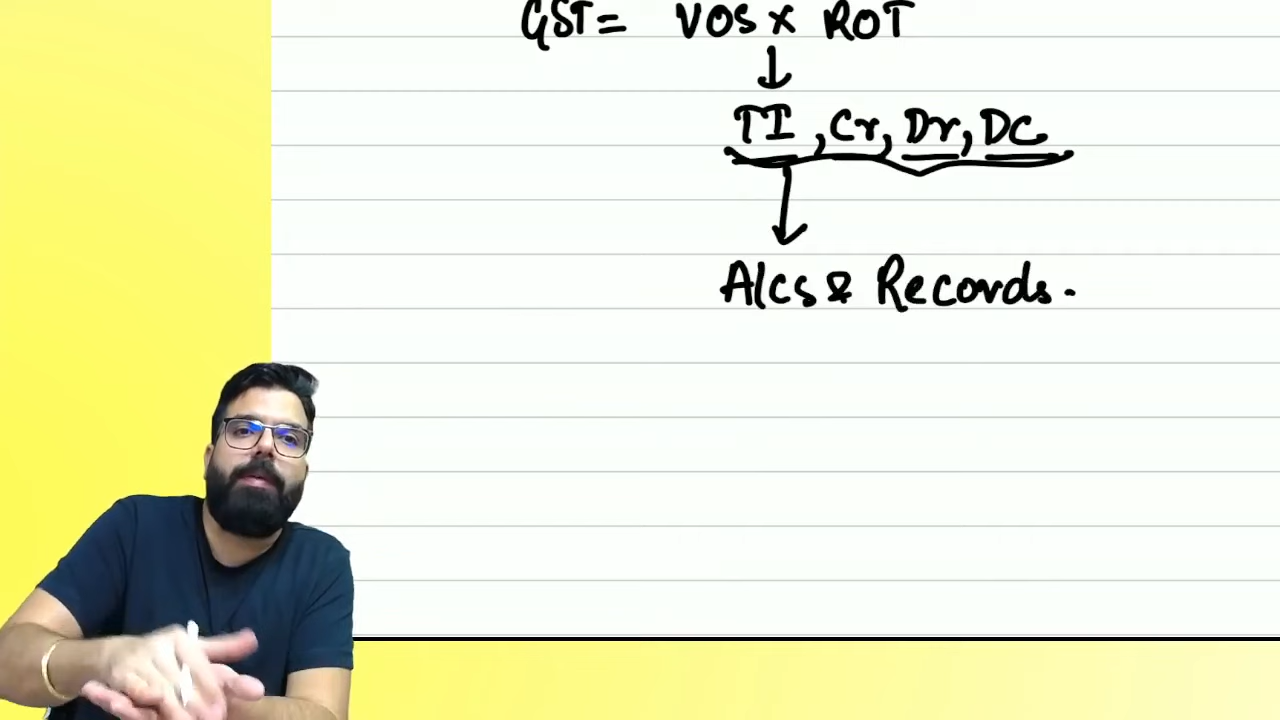 GST = VOS x ROT
TI, Cr, Dr, DC
A/cs & Records.